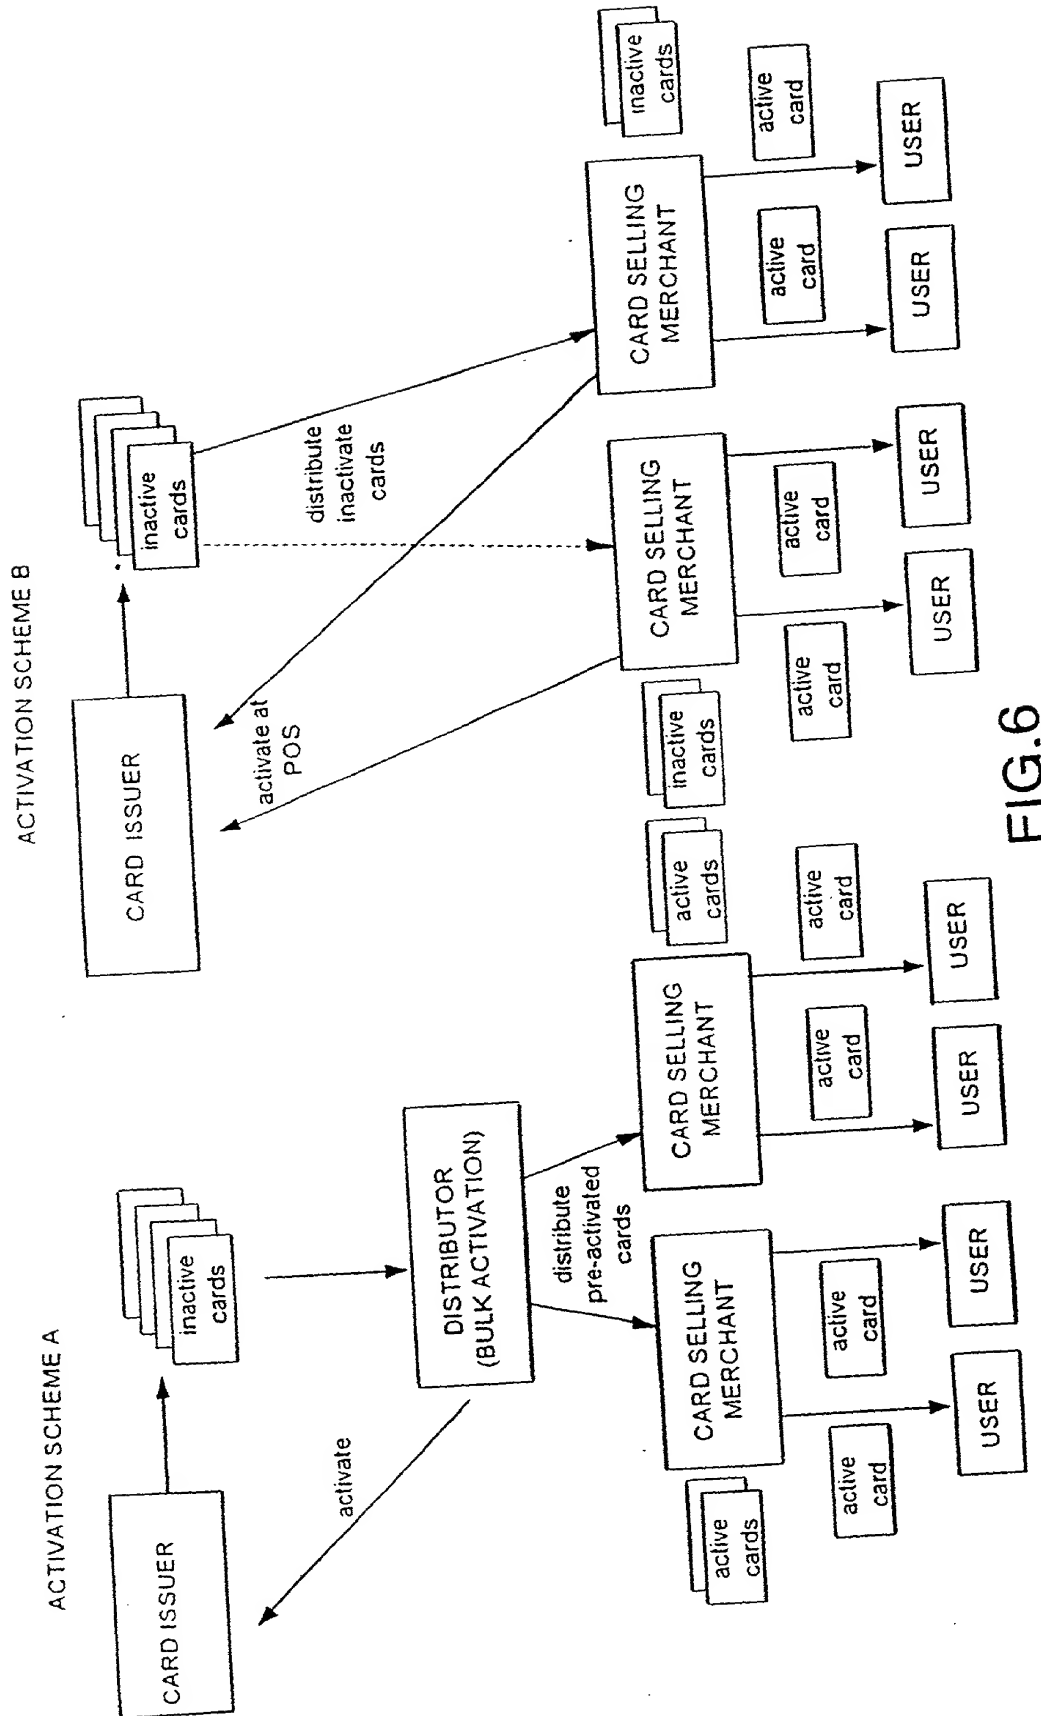 ACTIVATION SCHEME A
CARD ISSUER
inactive
cards
activate
DISTRIBUTOR
(BULK ACTIVATION)
distribute
pre-activated
cards
active
cards
CARD SELLING
MERCHANT
CARD SELLING
MERCHANT
active
cards
active
card
active
card
active
card
active
card
USER
USER
USER
USER
ACTIVATION SCHEME B
CARD ISSUER
inactive
cards
activate at
POS
distribute
inactivate
cards
inactive
cards
CARD SELLING
MERCHANT
CARD SELLING
MERCHANT
inactive
cards
active
card
active
card
active
card
active
card
USER
USER
USER
USER
FIG.6